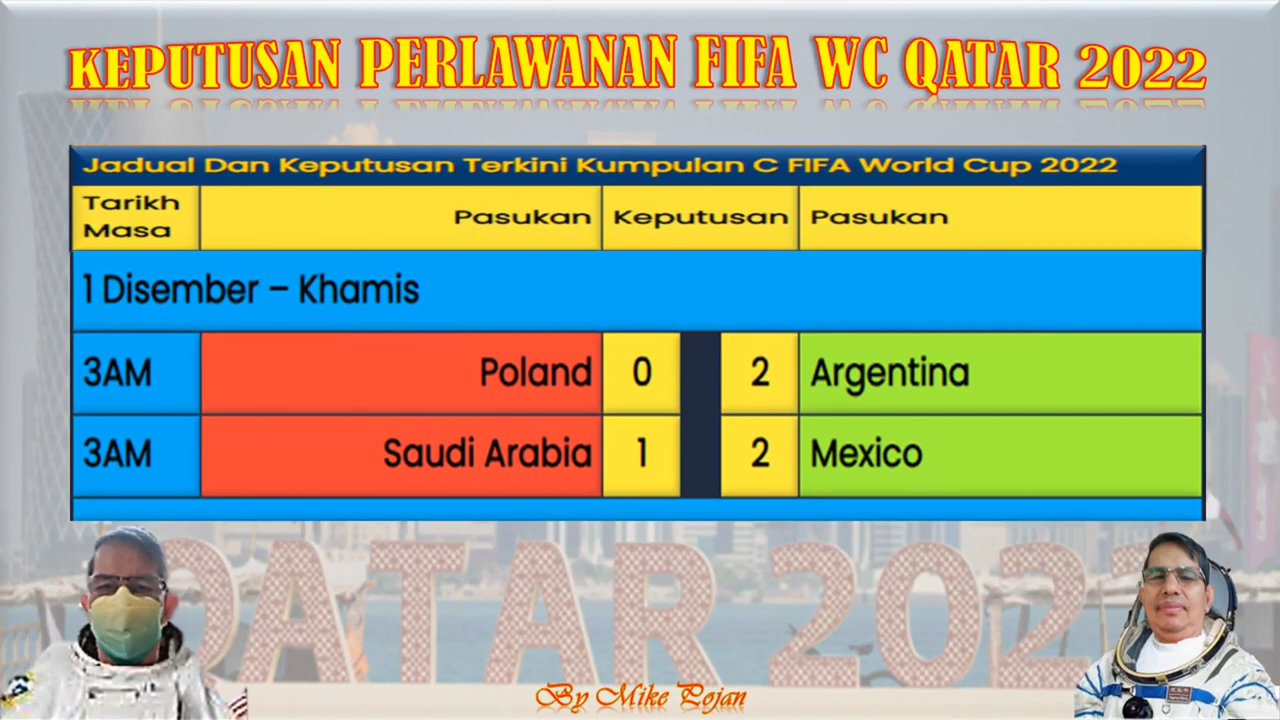 KEPUTUSAN PERLAWANAN FIFA WC QATAR 2022
Jadual Dan Keputusan Terkini Kumpulan C FIFA World Cup 2022
Tarikh Masa Pasukan Keputusan Pasukan
1 Disember – Khamis
3AM Poland 0 2 Argentina
3AM Saudi Arabia 1 2 Mexico
QATAR 2022
By Mike Pojan